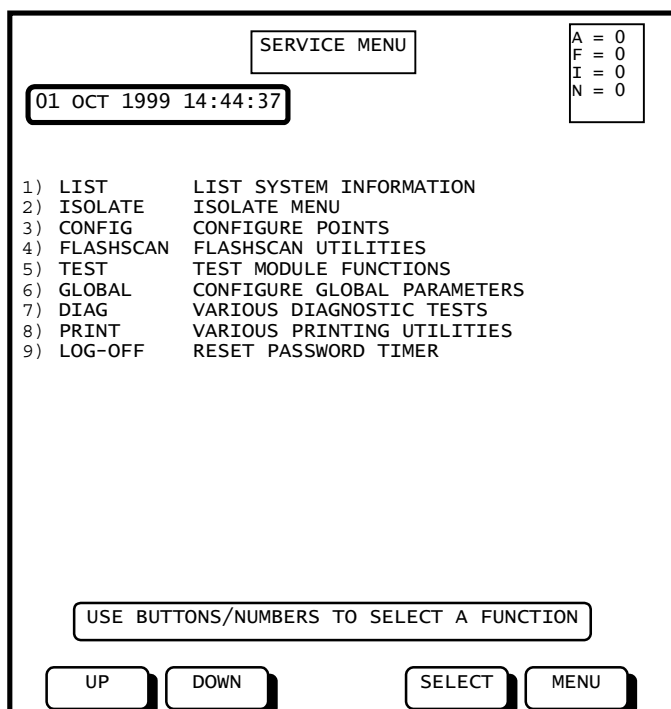 SERVICE MENU
A = 0
F = 0
I = 0
N = 0
01 OCT 1999 14:44:37
1) LIST LIST SYSTEM INFORMATION
2) ISOLATE ISOLATE MENU
3) CONFIG CONFIGURE POINTS
4) FLASHSCAN FLASHSCAN UTILITIES
5) TEST TEST MODULE FUNCTIONS
6) GLOBAL CONFIGURE GLOBAL PARAMETERS
7) DIAG VARIOUS DIAGNOSTIC TESTS
8) PRINT VARIOUS PRINTING UTILITIES
9) LOG-OFF RESET PASSWORD TIMER
USE BUTTONS/NUMBERS TO SELECT A FUNCTION
UP DOWN SELECT MENU